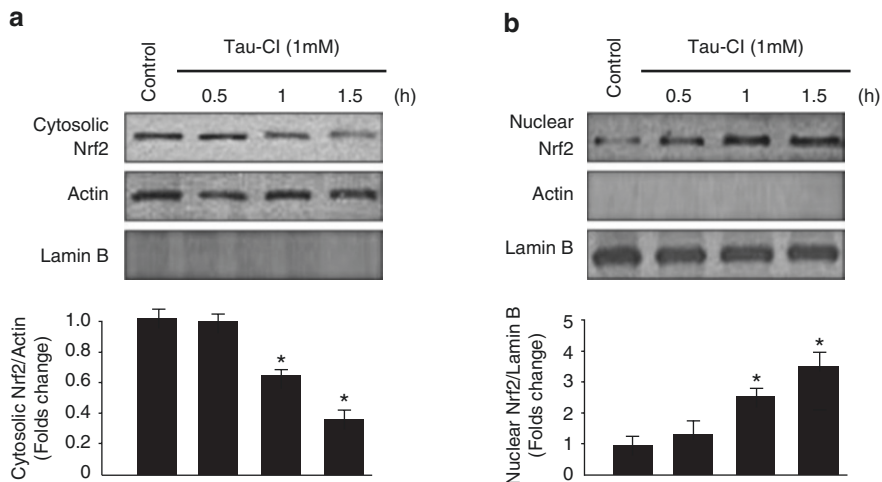 a
Control
Tau-Cl (1mM)
0.5 1 1.5 (h)
Cytosolic
Nrf2
Actin
Lamin B
Cytosolic Nrf2/Actin
(Folds change)
1.0
0.8
0.6
0.4
0.2
0
*
*
b
Control
Tau-Cl (1mM)
0.5 1 1.5 (h)
Nuclear
Nrf2
Actin
Lamin B
Nuclear Nrf2/Lamin B
(Folds change)
5
4
3
2
1
0
*
*